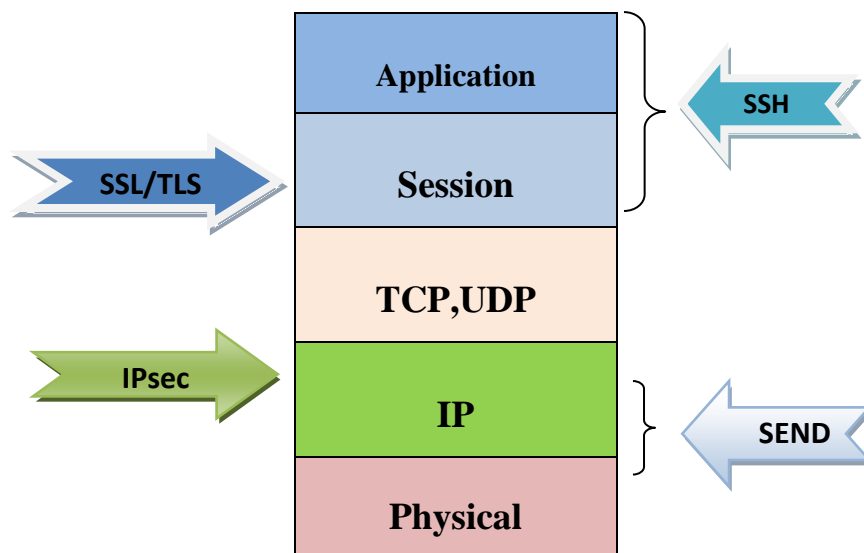 Application
SSH
SSL/TLS
Session
TCP,UDP
IPsec
IP
SEND
Physical